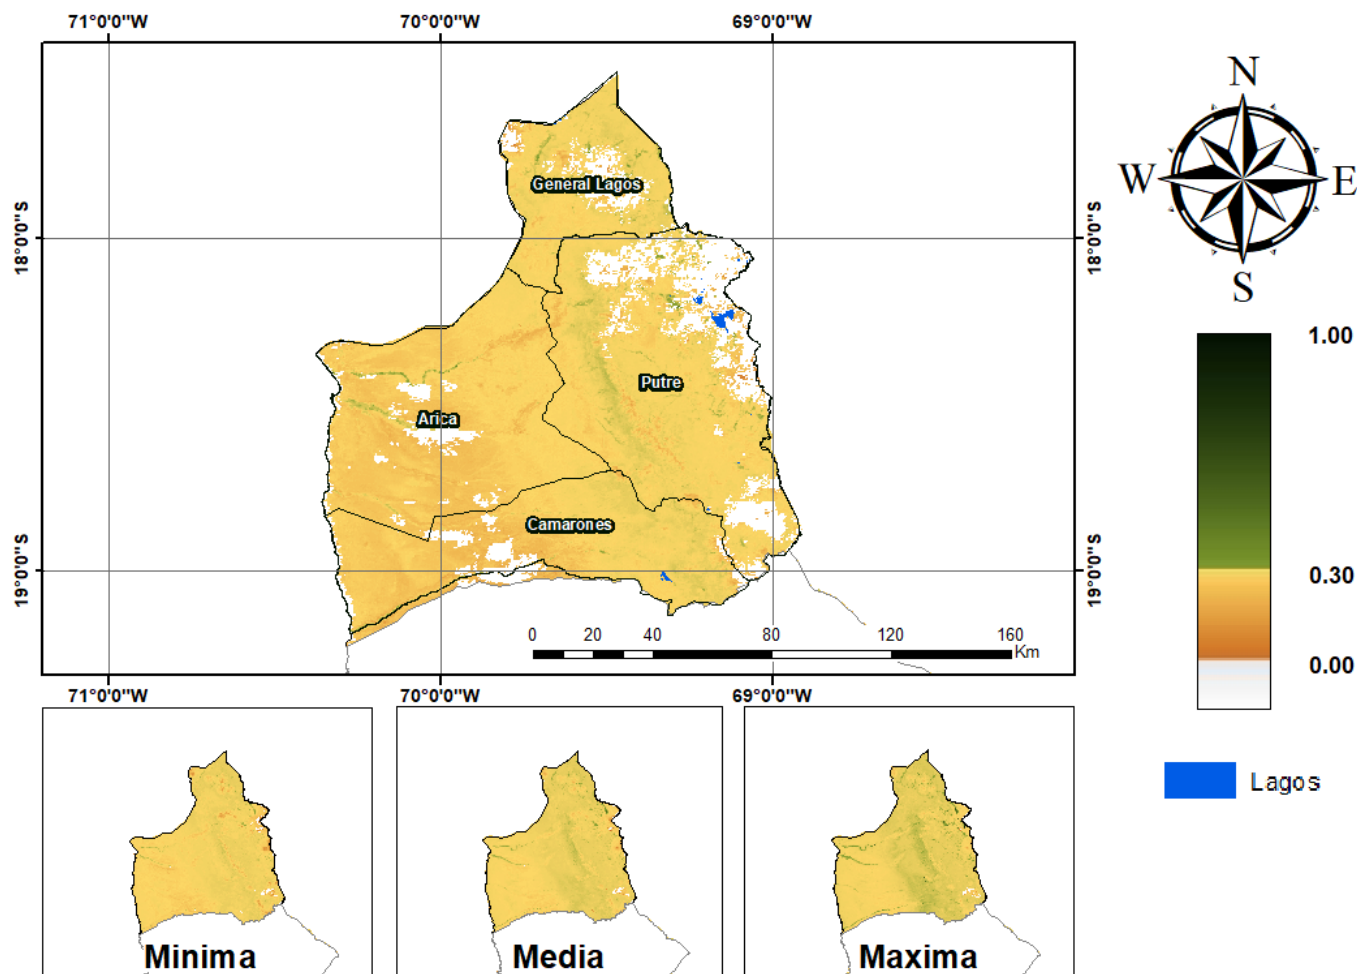 71°0'0"W 70°0'0"W 69°0'0"W
N
W E
S
18°0'0"S 18°0'0"S
General Lagos
Putre
Arica
Camarones
19°0'0"S 19°0'0"S
1.00
0.30
0.00
0 20 40 80 120 160
Km
71°0'0"W 70°0'0"W 69°0'0"W
Lagos
Minima Media Maxima